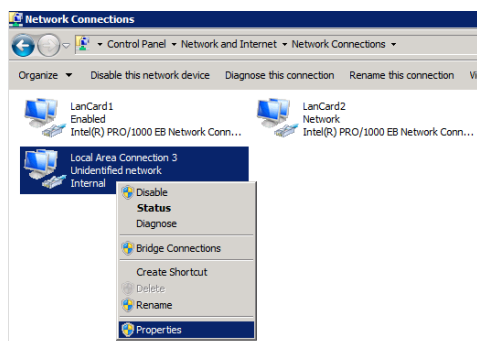 Network Connections
Control Panel Network and Internet Network Connections
Organize Disable this network device Diagnose this connection Rename this connection
LanCard1
Enabled
Intel(R) PRO/1000 EB Network Conn...
LanCard2
Network
Intel(R) PRO/1000 EB Network Conn...
Local Area Connection 3
Unidentified network
Internal
Disable
Status
Diagnose
Bridge Connections
Create Shortcut
Delete
Rename
Properties